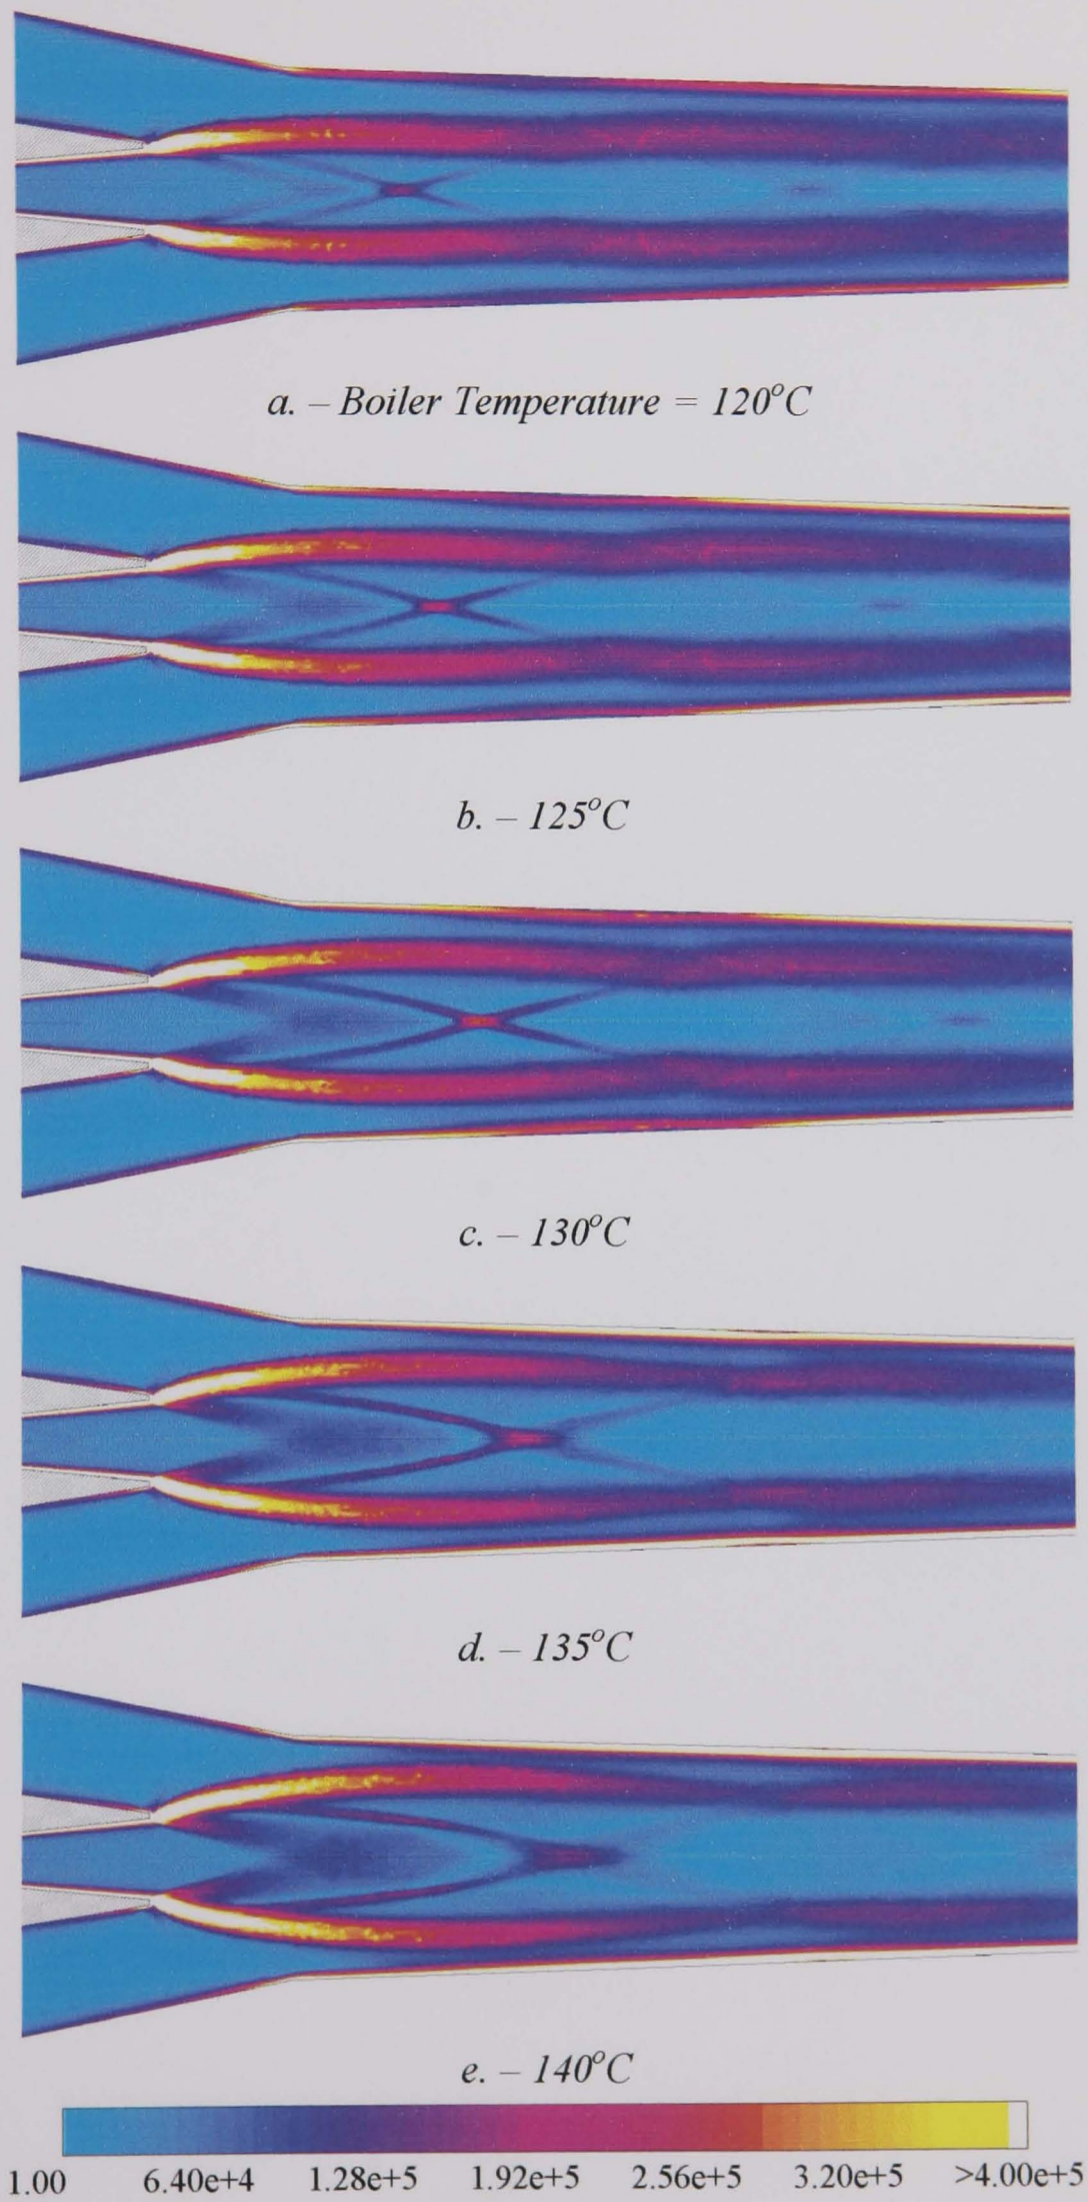 a. – Boiler Temperature = 120°C
b. – 125°C
c. – 130°C
d. – 135°C
e. – 140°C
1.00 6.40e+4 1.28e+5 1.92e+5 2.56e+5 3.20e+5 >4.00e+5